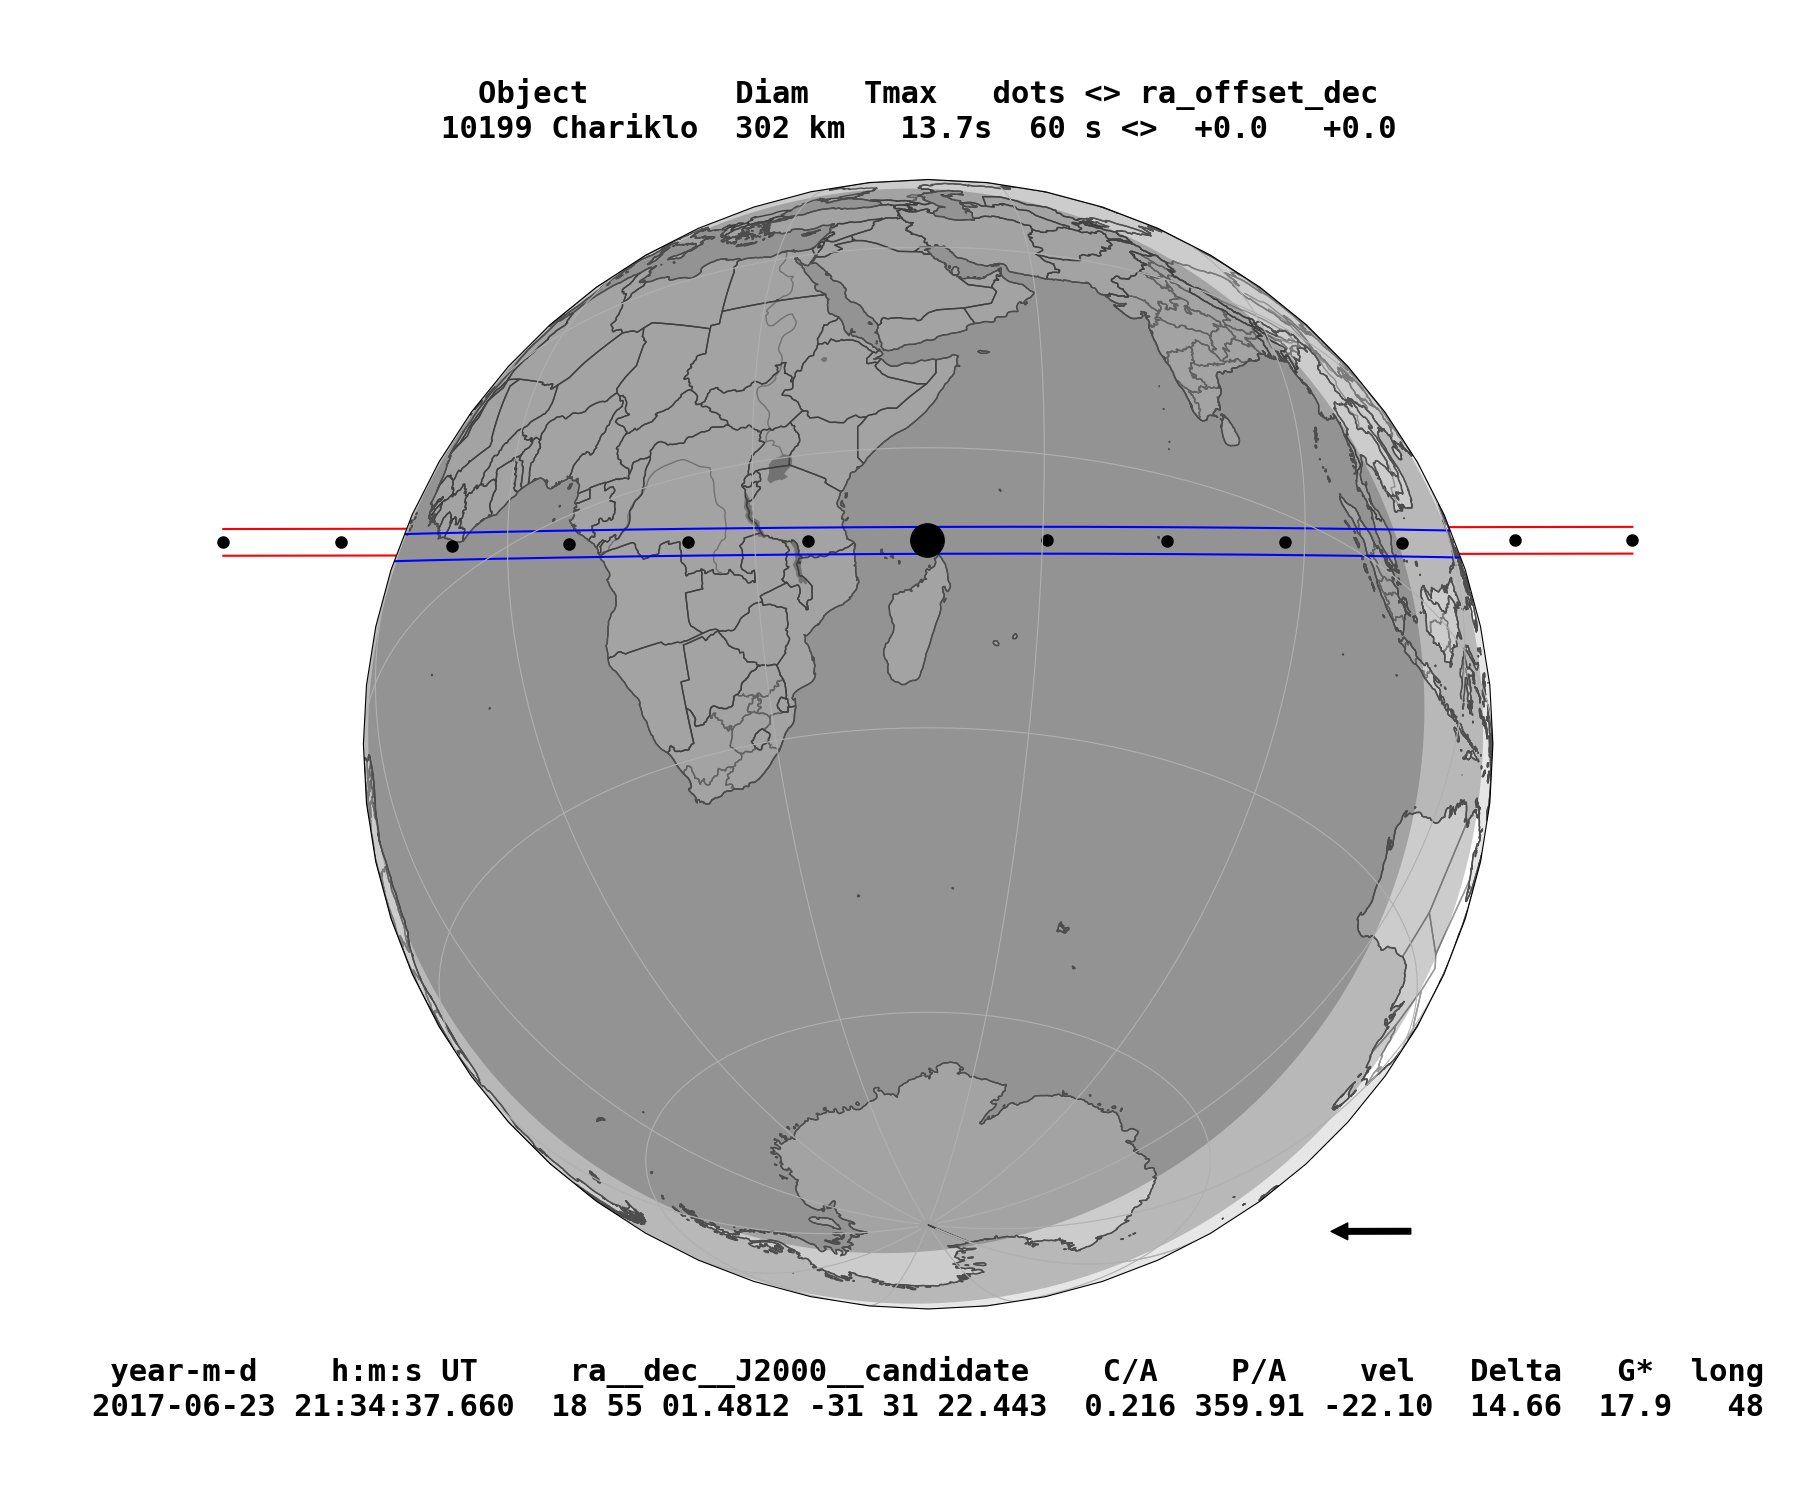 Object Diam Tmax dots <> ra_offset_dec
10199 Chariklo 302 km 13.7s 60 s <> +0.0 +0.0
year-m-d h:m:s UT ra__dec__J2000__candidate C/A P/A vel Delta G* long
2017-06-23 21:34:37.660 18 55 01.4812 -31 31 22.443 0.216 359.91 -22.10 14.66 17.9 48